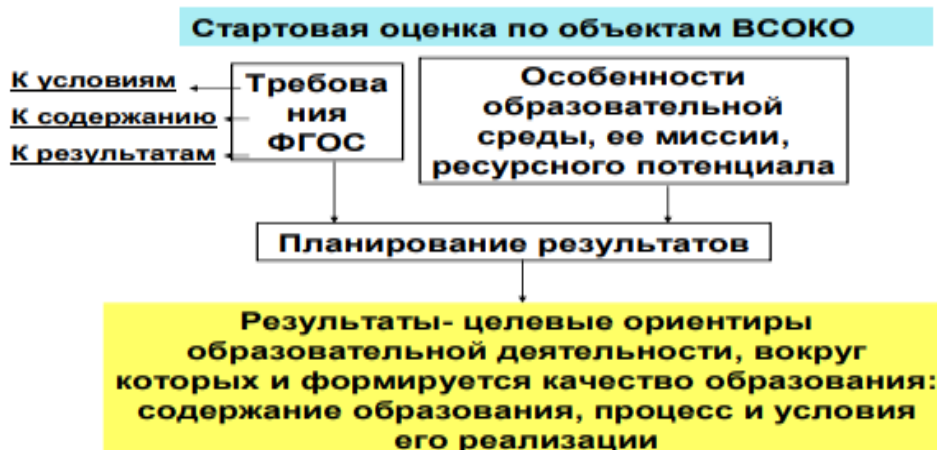 Стартовая оценка по объектам ВСОКО
К условиям
К содержанию
К результатам
Требова
ния
ФГОС
Особенности
образовательной
среды, ее миссии,
ресурсного потенциала
Планирование результатов
Результаты- целевые ориентиры
образовательной деятельности, вокруг
которых и формируется качество образования:
содержание образования, процесс и условия
его реализации